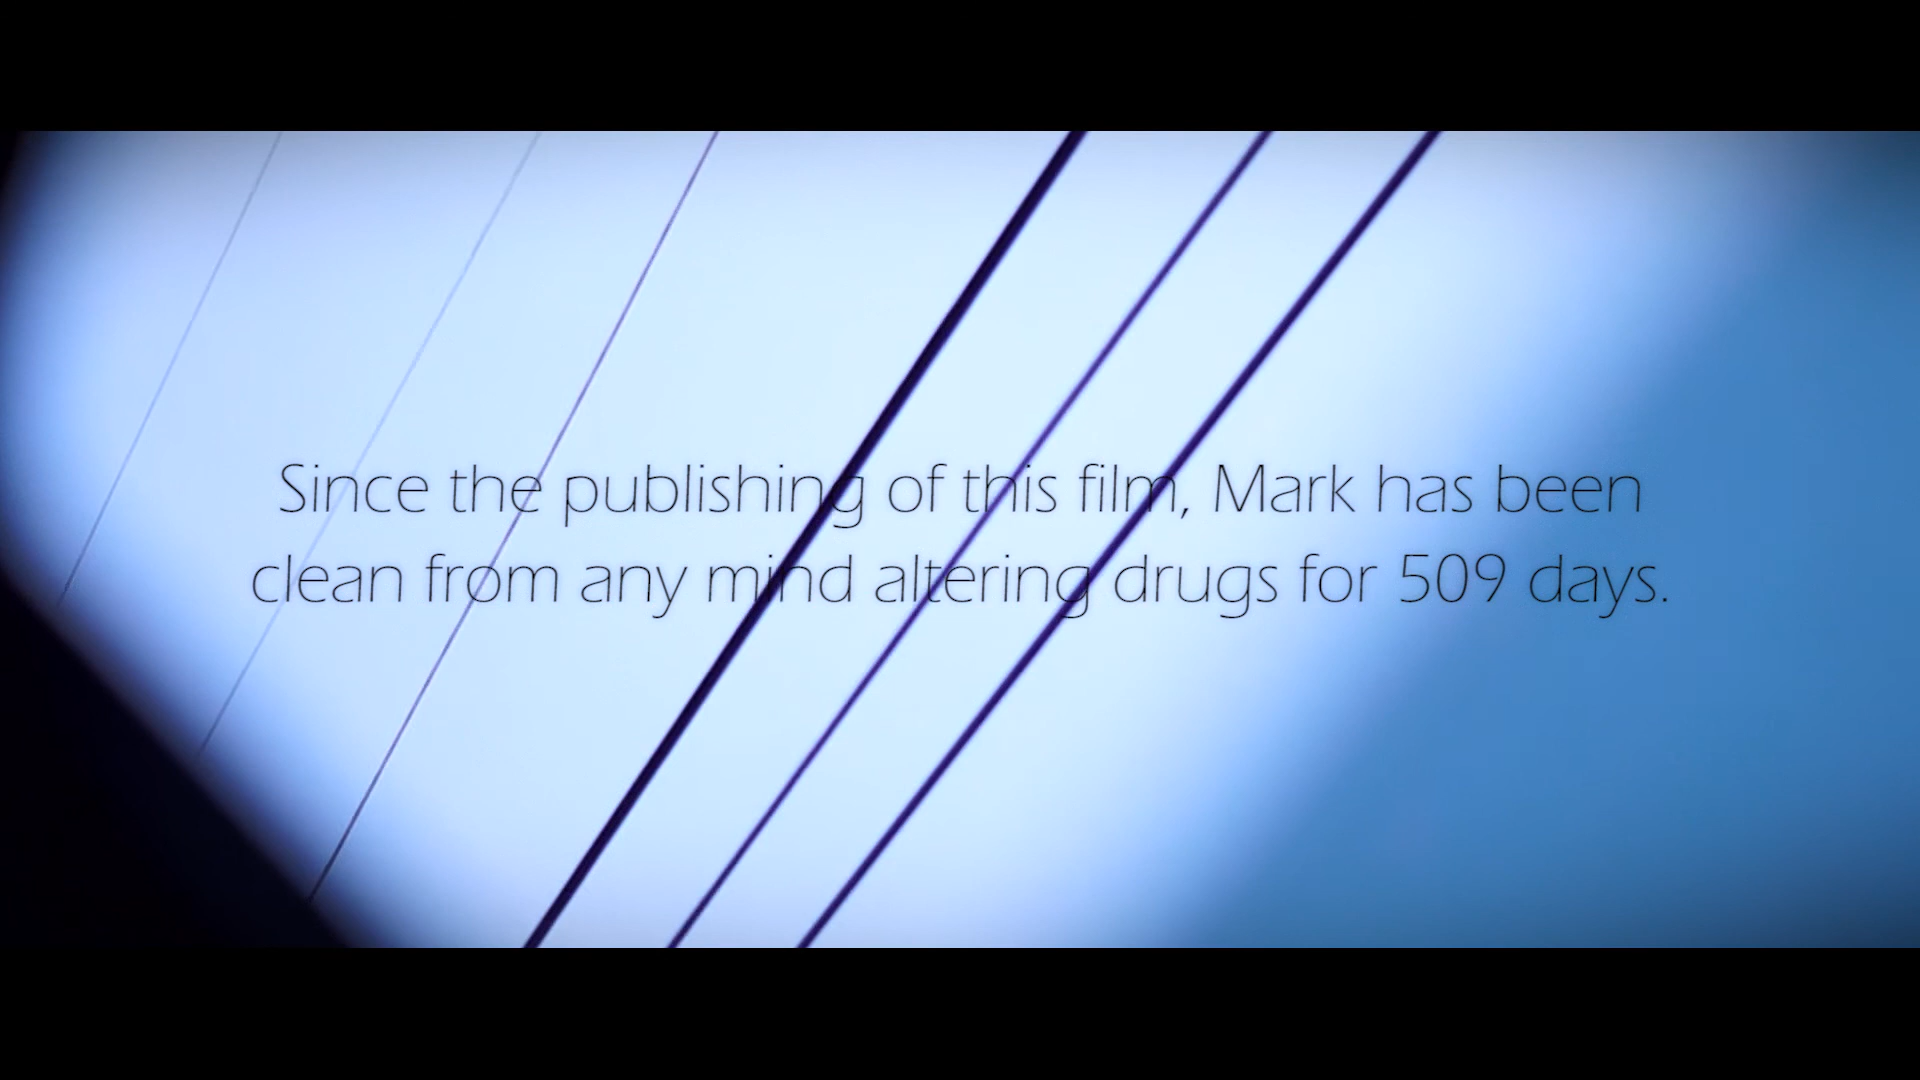 Since the publishing of this film, Mark has been
clean from any mind altering drugs for 509 days.